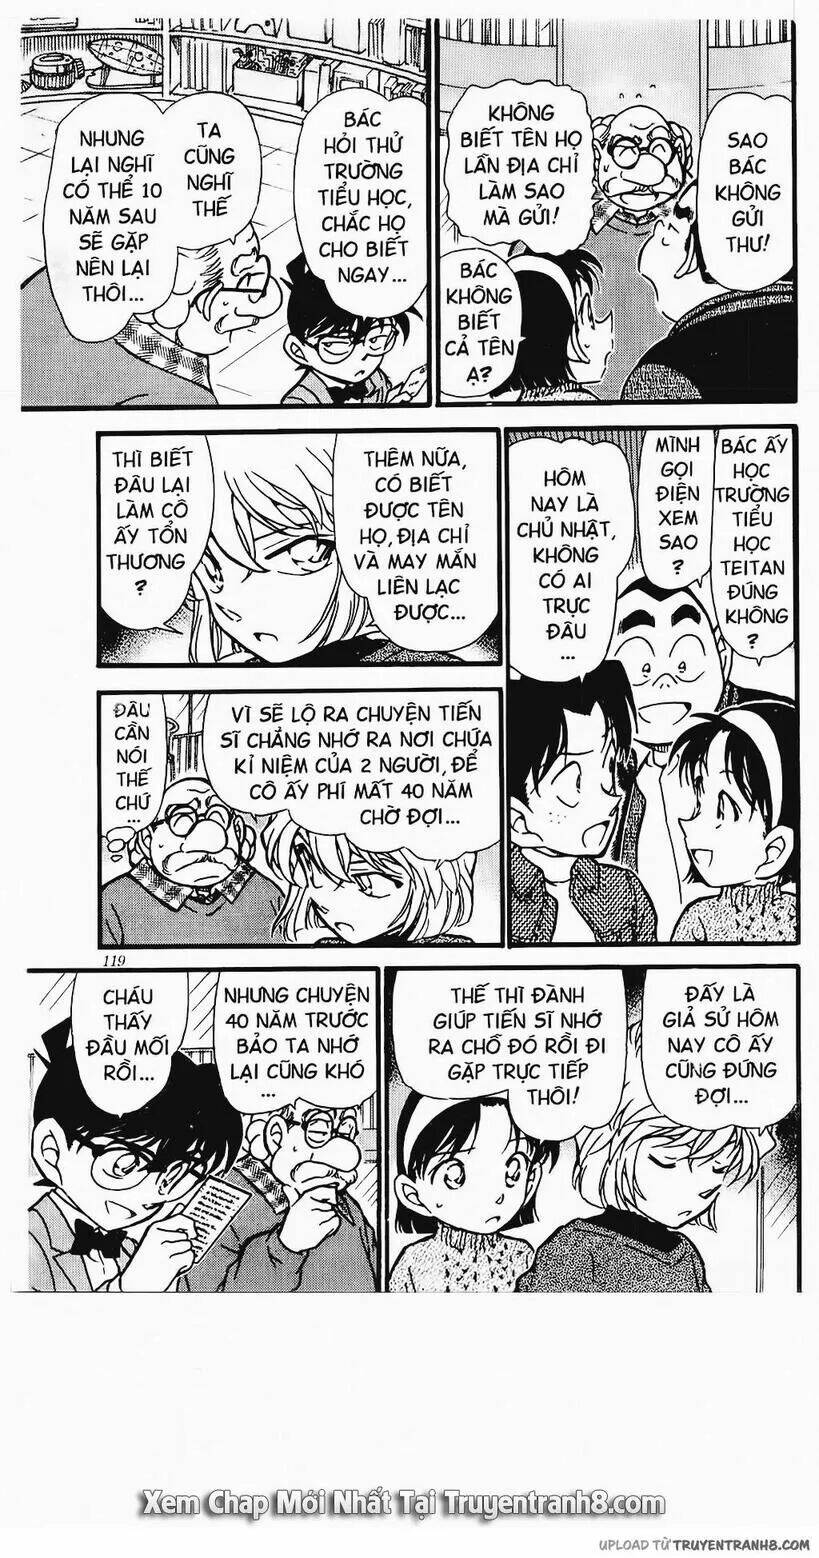 SAO
BÁC
KHÔNG
GỬI
THƯ!
KHÔNG
BIẾT TÊN HỌ
LẪN ĐỊA CHỈ
LÀM SAO
MÀ GỬI!
BÁC
KHÔNG
BIẾT
CẢ TÊN
Ạ?
BÁC
HỎI THỬ
TRƯỜNG
TIỂU HỌC,
CHẮC HỌ
CHO BIẾT
NGAY...
TA
CŨNG
NGHĨ
THẾ
NHƯNG
LẠI NGHĨ
CÓ THỂ 10
NĂM SAU
SẼ GẶP
NÊN LẠI
THÔI...
BÁC ẤY
HỌC
TRƯỜNG
TIỂU
HỌC
TEITAN
ĐÚNG
KHÔNG
?
MÌNH
GỌI
ĐIỆN
XEM
SAO
?
HÔM
NAY LÀ
CHỦ NHẬT,
KHÔNG
CÓ AI
TRỰC
ĐÂU
...
THÊM NỮA,
CÓ BIẾT
ĐƯỢC TÊN
HỌ, ĐỊA CHỈ
VÀ MAY MẮN
LIÊN LẠC
ĐƯỢC...
THÌ BIẾT
ĐÂU LẠI
LÀM CÔ
ẤY TỔN
THƯƠNG
?
VÌ SẼ LỘ RA CHUYỆN TIẾN
SĨ CHẲNG NHỚ RA NƠI CHỨA
KỈ NIỆM CỦA 2 NGƯỜI, ĐỂ
CÔ ẤY PHÍ MẤT 40 NĂM
CHỜ ĐỢI...
ĐÂU
CẦN
NÓI
THẾ
CHỨ
...
119
ĐẤY LÀ
GIẢ SỬ HÔM
NAY CÔ ẤY
CŨNG ĐỨNG
ĐỢI...
THẾ THÌ ĐÀNH
GIÚP TIẾN SĨ NHỚ
RA CHỖ ĐÓ RỒI ĐI
GẶP TRỰC TIẾP
THÔI!
NHƯNG CHUYỆN
40 NĂM TRƯỚC
BẢO TA NHỚ
LẠI CŨNG KHÓ
...
CHÁU
THẤY
ĐẦU MỐI
RỒI...
Xem Chap Mới Nhất Tại Truyentranh8.com
UPLOAD TỪ TRUYENTRANH8.COM